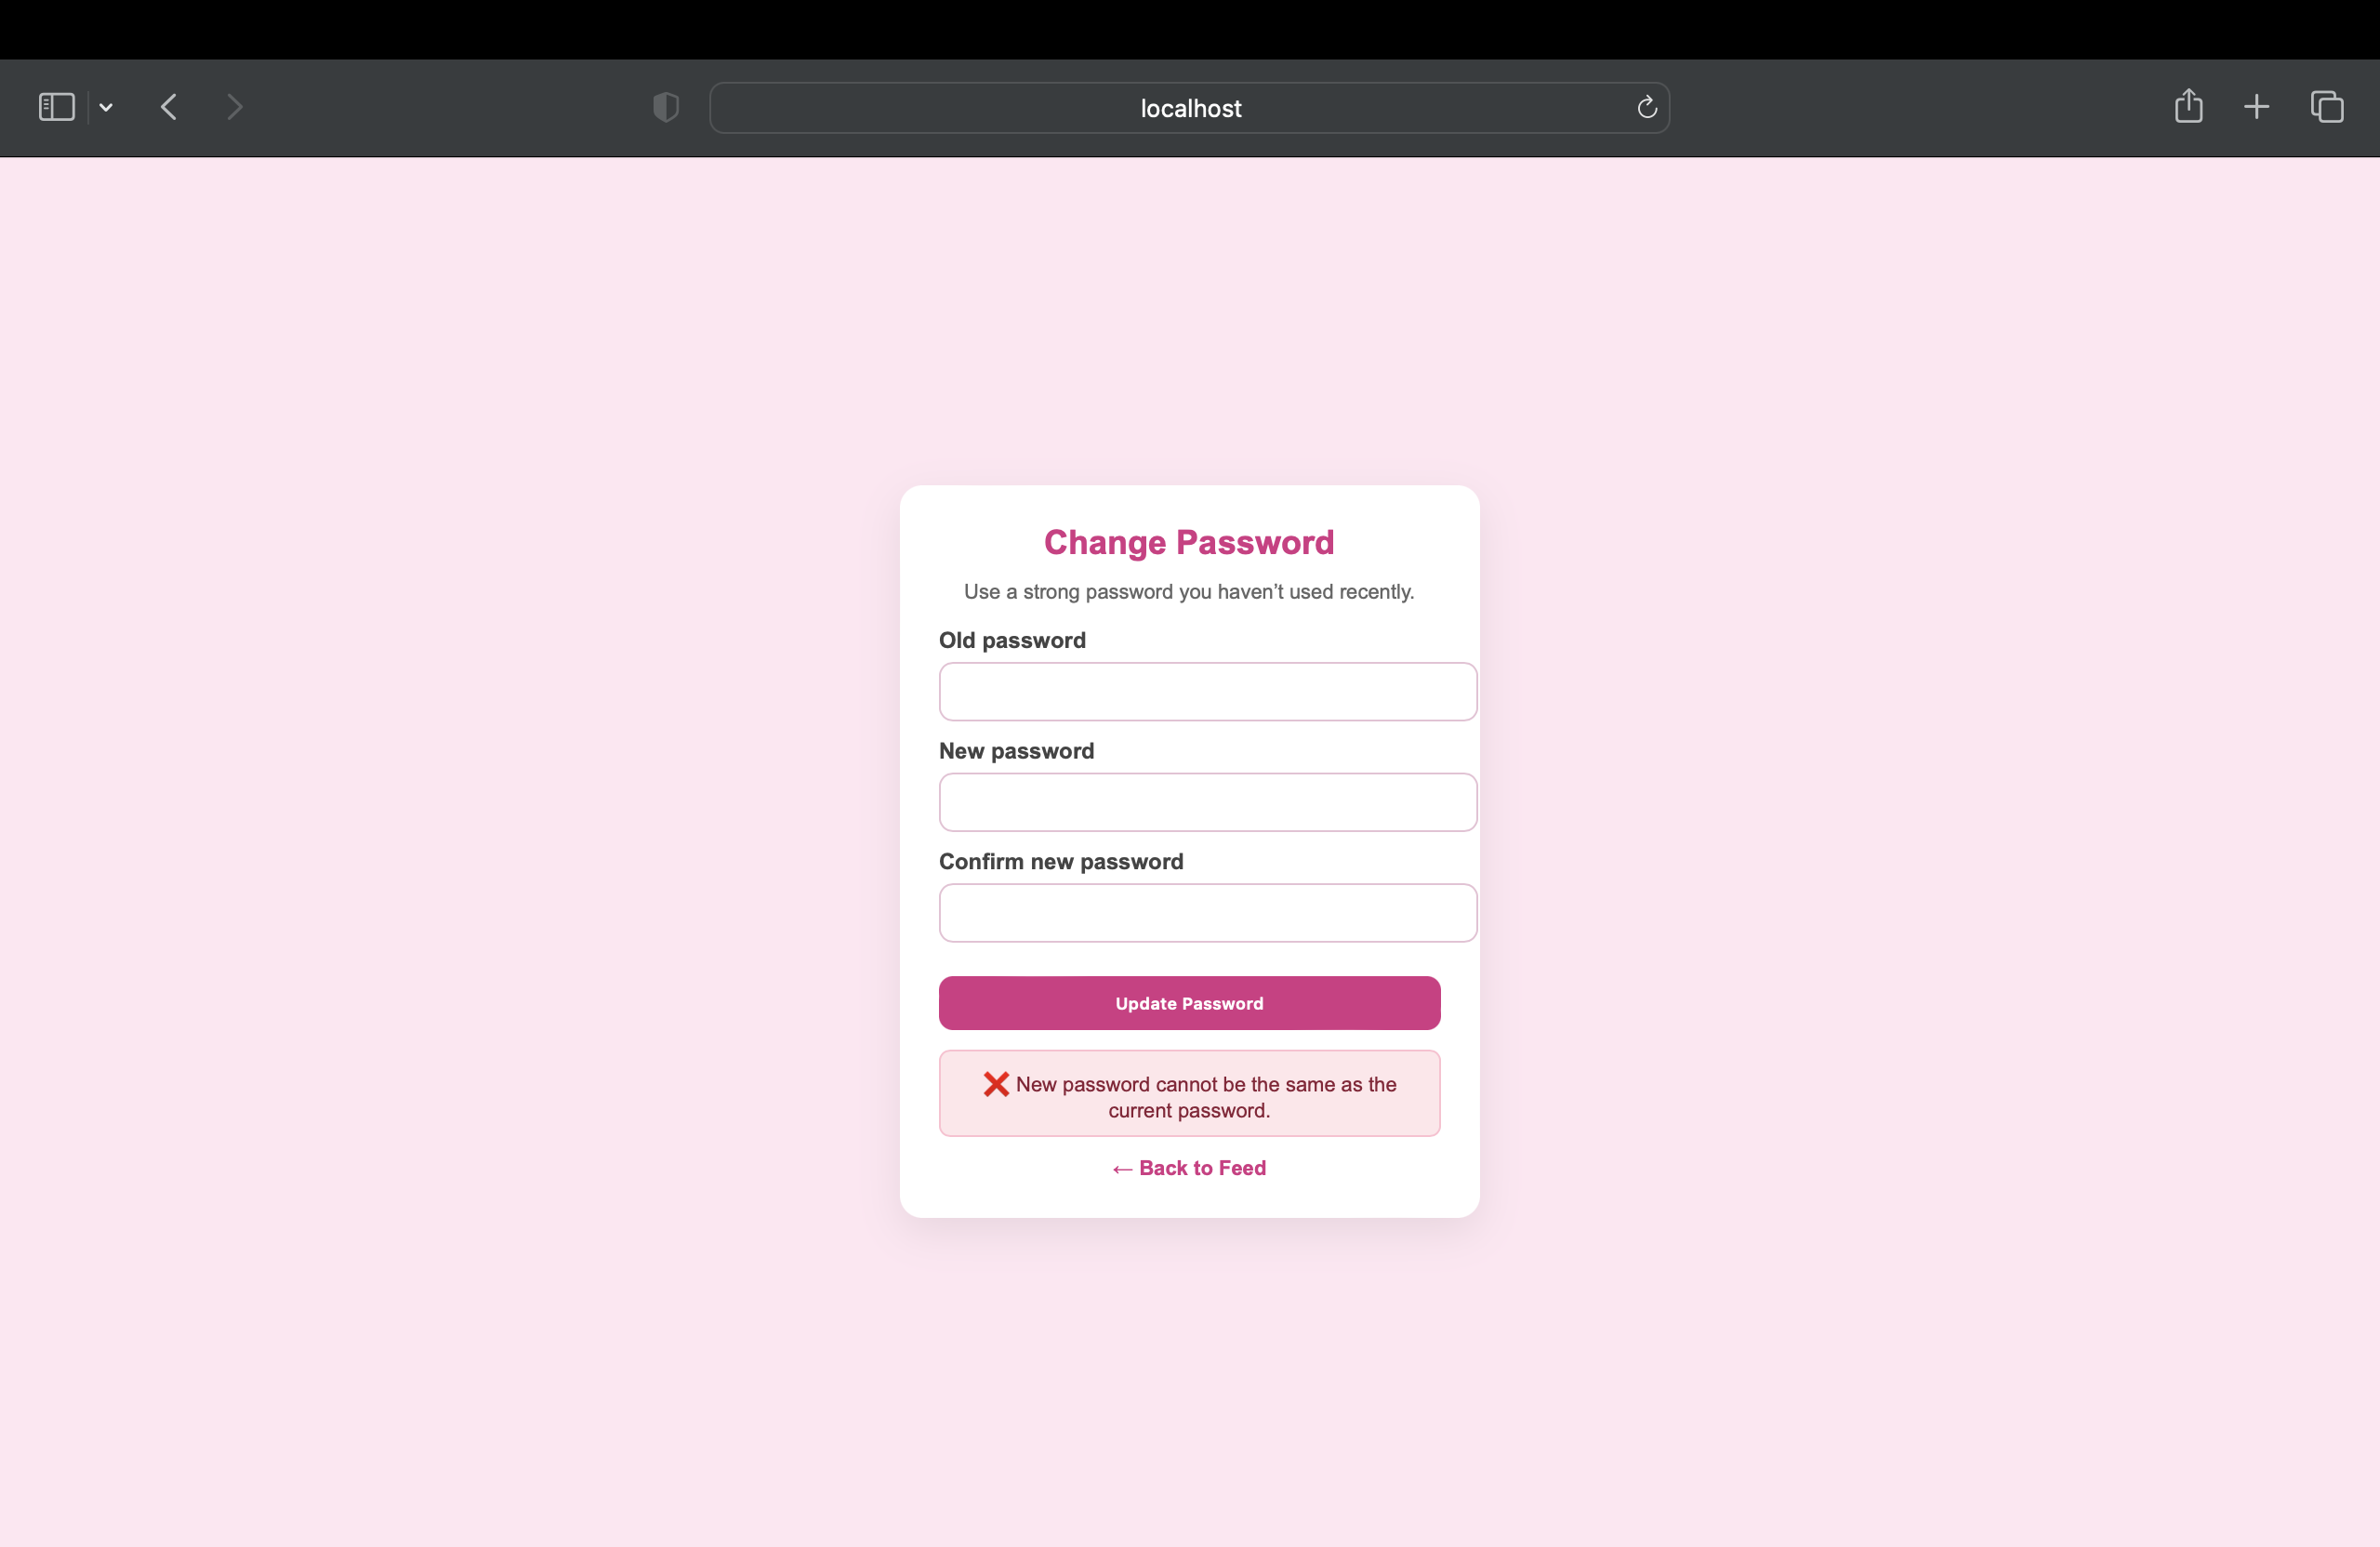 localhost
Change Password
Use a strong password you haven’t used recently.
Old password
New password
Confirm new password
Update Password
❌ New password cannot be the same as the
current password.
← Back to Feed